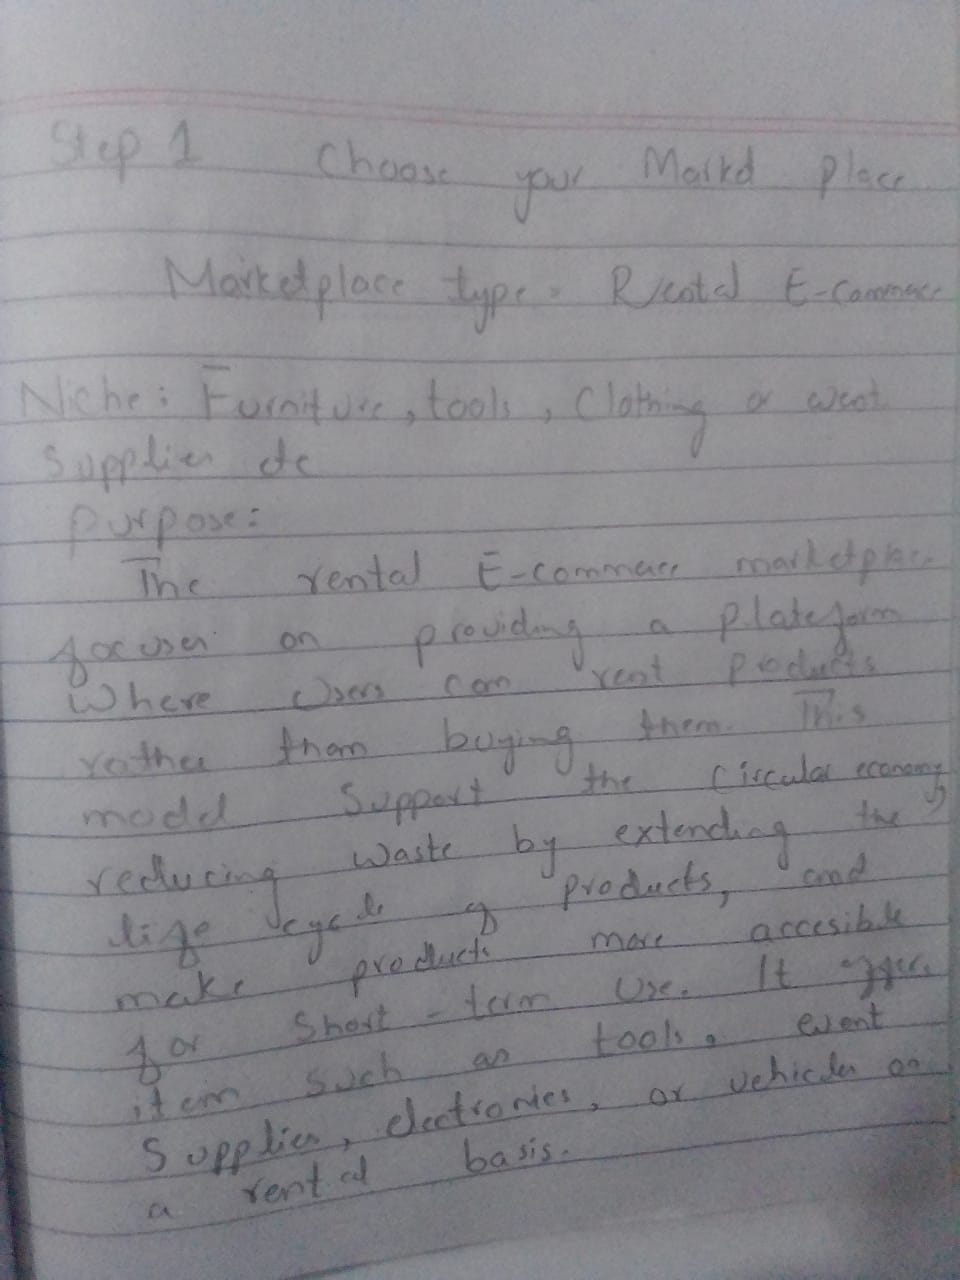 Step 1 Choose your Market place
Marketplace type: Rental E-Commerce
Niche: Furniture, tools, Clothing or event
Supplies etc
Purpose:
The rental E-commerce marketplace
focuses on providing a plateform
Where users can rent products
rather than buying them. This
model support the circular economy
reducing waste by extending the
life cycle of products, and
make products more accesible
for short-term use. It offers
item such as tools, event
Supplies, electronics, or vehicles on
a rental basis.